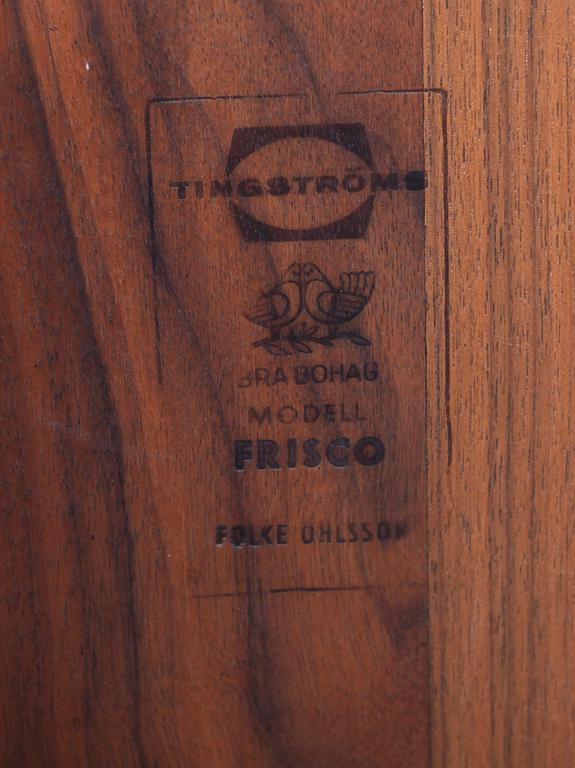 TINGSTRÖMS
BRA BOHAG
MODELL
FRISCO
FOLKE OHLSSON